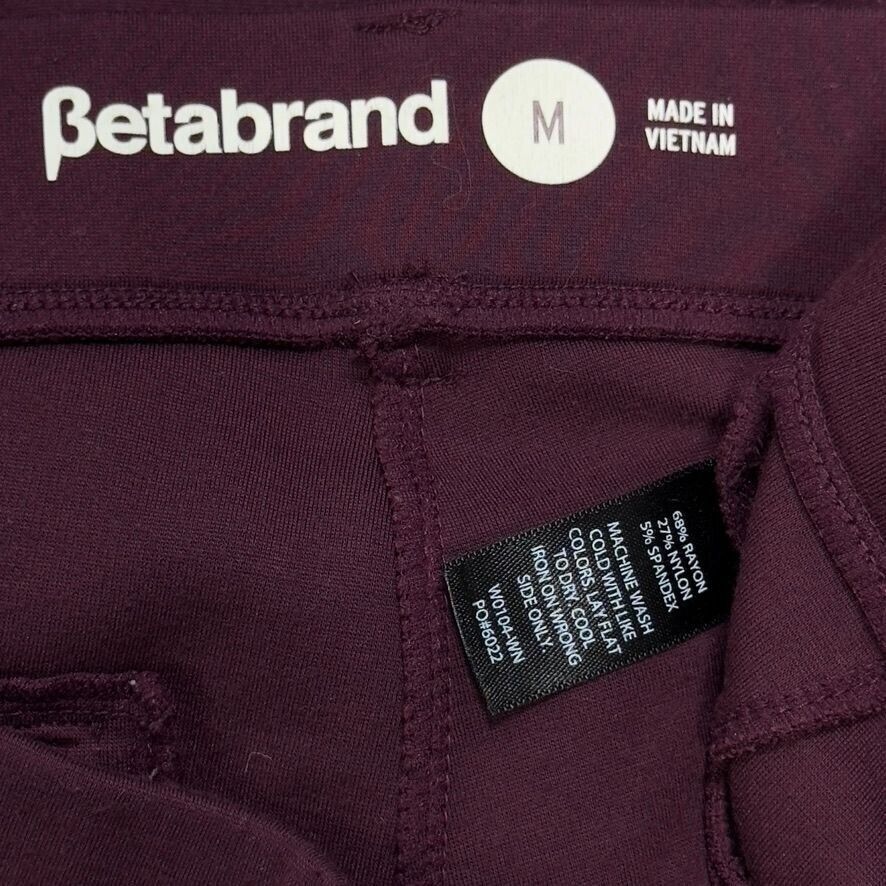 βetabrand
M
MADE IN
VIETNAM
68% RAYON
27% NYLON
5% SPANDEX
MACHINE WASH
COLD WITH LIKE
COLORS, LAY FLAT
TO DRY. COOL
IRON ON WRONG
SIDE ONLY
W0104-WN
PO#6022